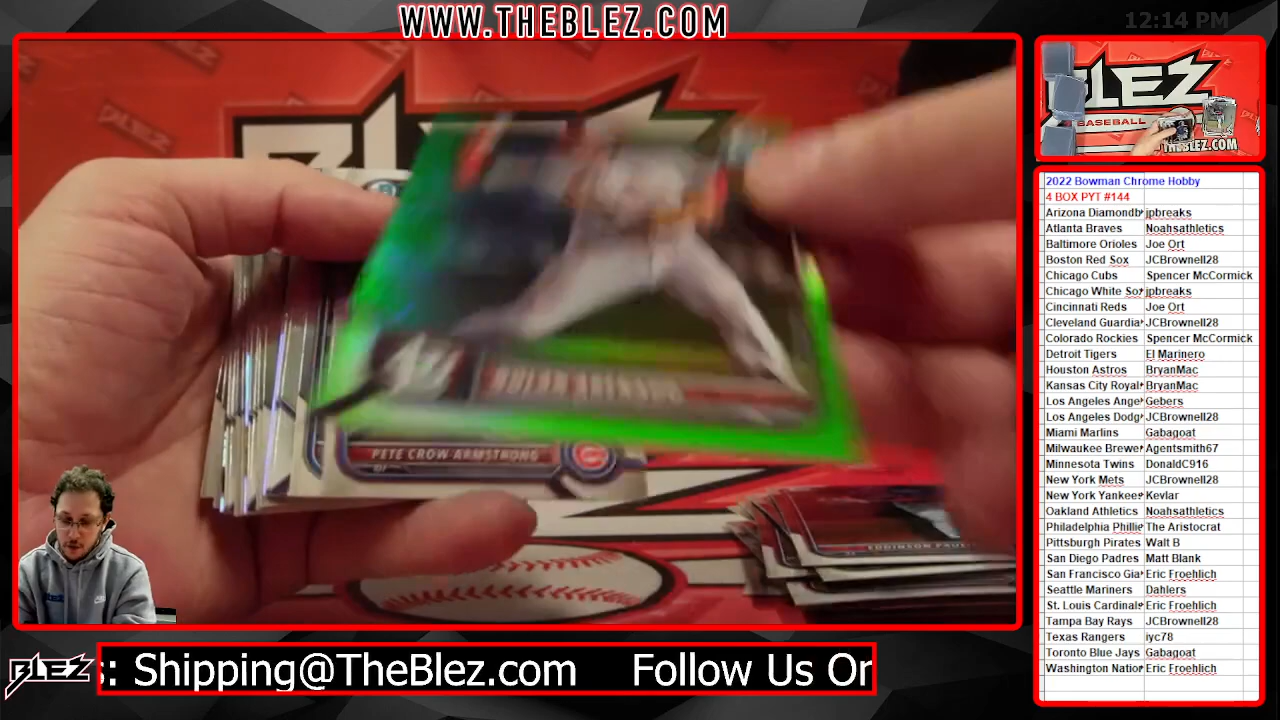 WWW.THEBLEZ.COM
12:14 PM
BLEZ
BASEBALL
THEBLEZ.COM
PETE CROW-ARMSTRONG
2022 Bowman Chrome Hobby
4 BOX PYT #144
Arizona Diamondb jpbreaks
Atlanta Braves Noahsathletics
Baltimore Orioles Joe Ort
Boston Red Sox JCBrownell28
Chicago Cubs Spencer McCormick
Chicago White Sox jpbreaks
Cincinnati Reds Joe Ort
Cleveland Guardia JCBrownell28
Colorado Rockies Spencer McCormick
Detroit Tigers El Marinero
Houston Astros BryanMac
Kansas City Royal BryanMac
Los Angeles Ange Gebers
Los Angeles Dodg JCBrownell28
Miami Marlins Gabagoat
Milwaukee Brewe Agentsmith67
Minnesota Twins DonaldC916
New York Mets JCBrownell28
New York Yankee Kevlar
Oakland Athletics Noahsathletics
Philadelphia Phillie The Aristocrat
Pittsburgh Pirates Walt B
San Diego Padres Matt Blank
San Francisco Gia Eric Froehlich
Seattle Mariners Dahlers
St. Louis Cardinals Eric Froehlich
Tampa Bay Rays JCBrownell28
Texas Rangers iyc78
Toronto Blue Jays Gabagoat
Washington Natio Eric Froehlich
BLEZ
: Shipping@TheBlez.com Follow Us Or